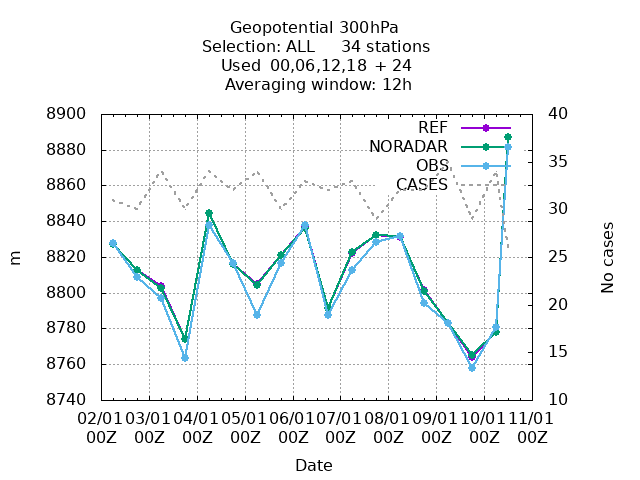 Geopotential 300hPa
Selection: ALL     34 stations
Used 00,06,12,18 + 24
Averaging window: 12h
8900
8880
8860
8840
8820
8800
8780
8760
8740
m
40
35
30
25
20
15
10
No cases
REF
NORADAR
OBS
CASES
02/01 03/01 04/01 05/01 06/01 07/01 08/01 09/01 10/01 11/01
00Z 00Z 00Z 00Z 00Z 00Z 00Z 00Z 00Z 00Z
Date